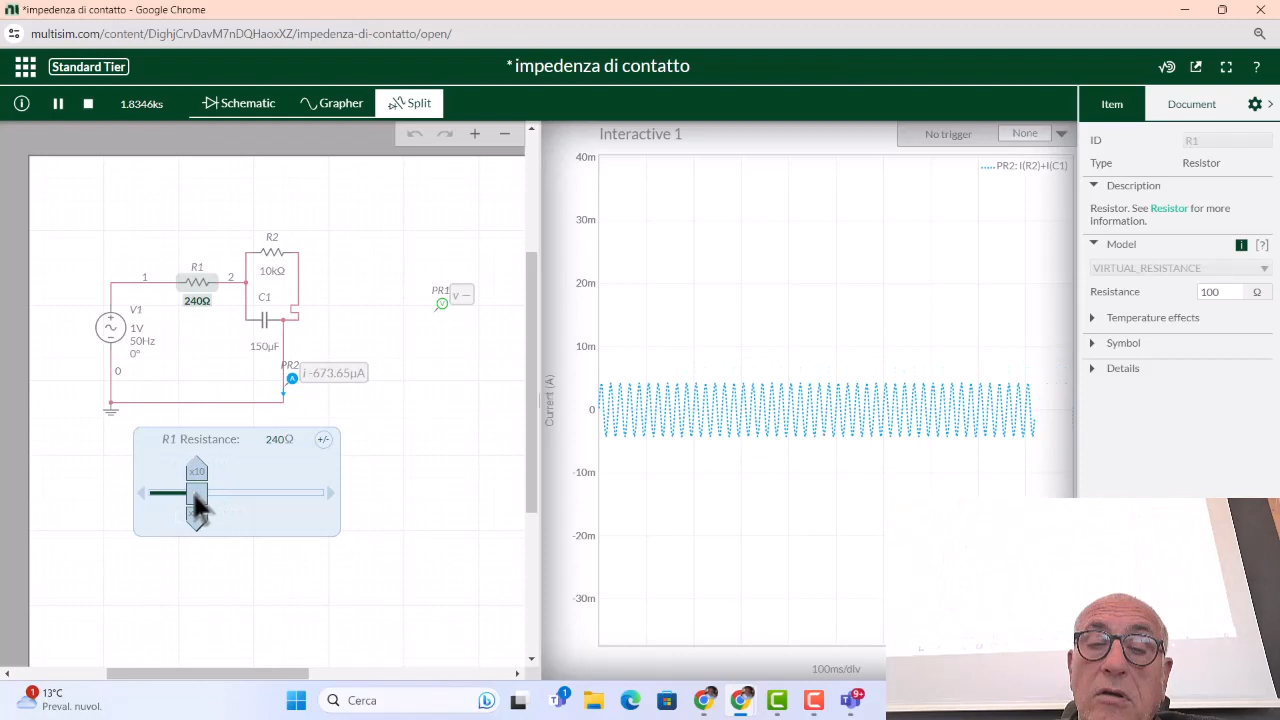 *impedenza di contatto - Google Chrome
multisim.com/content/DighjCrvDavM7nDQHaoxXZ/impedenza-di-contatto/open/
Standard Tier
*impedenza di contatto
1.8346ks
Schematic
Grapher
Split
Item
Document
Interactive 1
No trigger
None
ID
R1
Type
Resistor
Description
Resistor. See Resistor for more
information.
Model
[?]
VIRTUAL_RESISTANCE
Resistance
100
Ω
Temperature effects
Symbol
Details
PR2: I(R2)+I(C1)
40m
30m
20m
10m
0
-10m
-20m
-30m
Current (A)
100ms/dlv
R2
10kΩ
R1
1
2
240Ω
C1
150µF
V1
1V
50Hz
0°
0
PR1
v --
PR2
i -673.65µA
A
R1 Resistance:
240Ω
+/-
x10
1
13°C
Preval. nuvol.
Cerca
1
9+